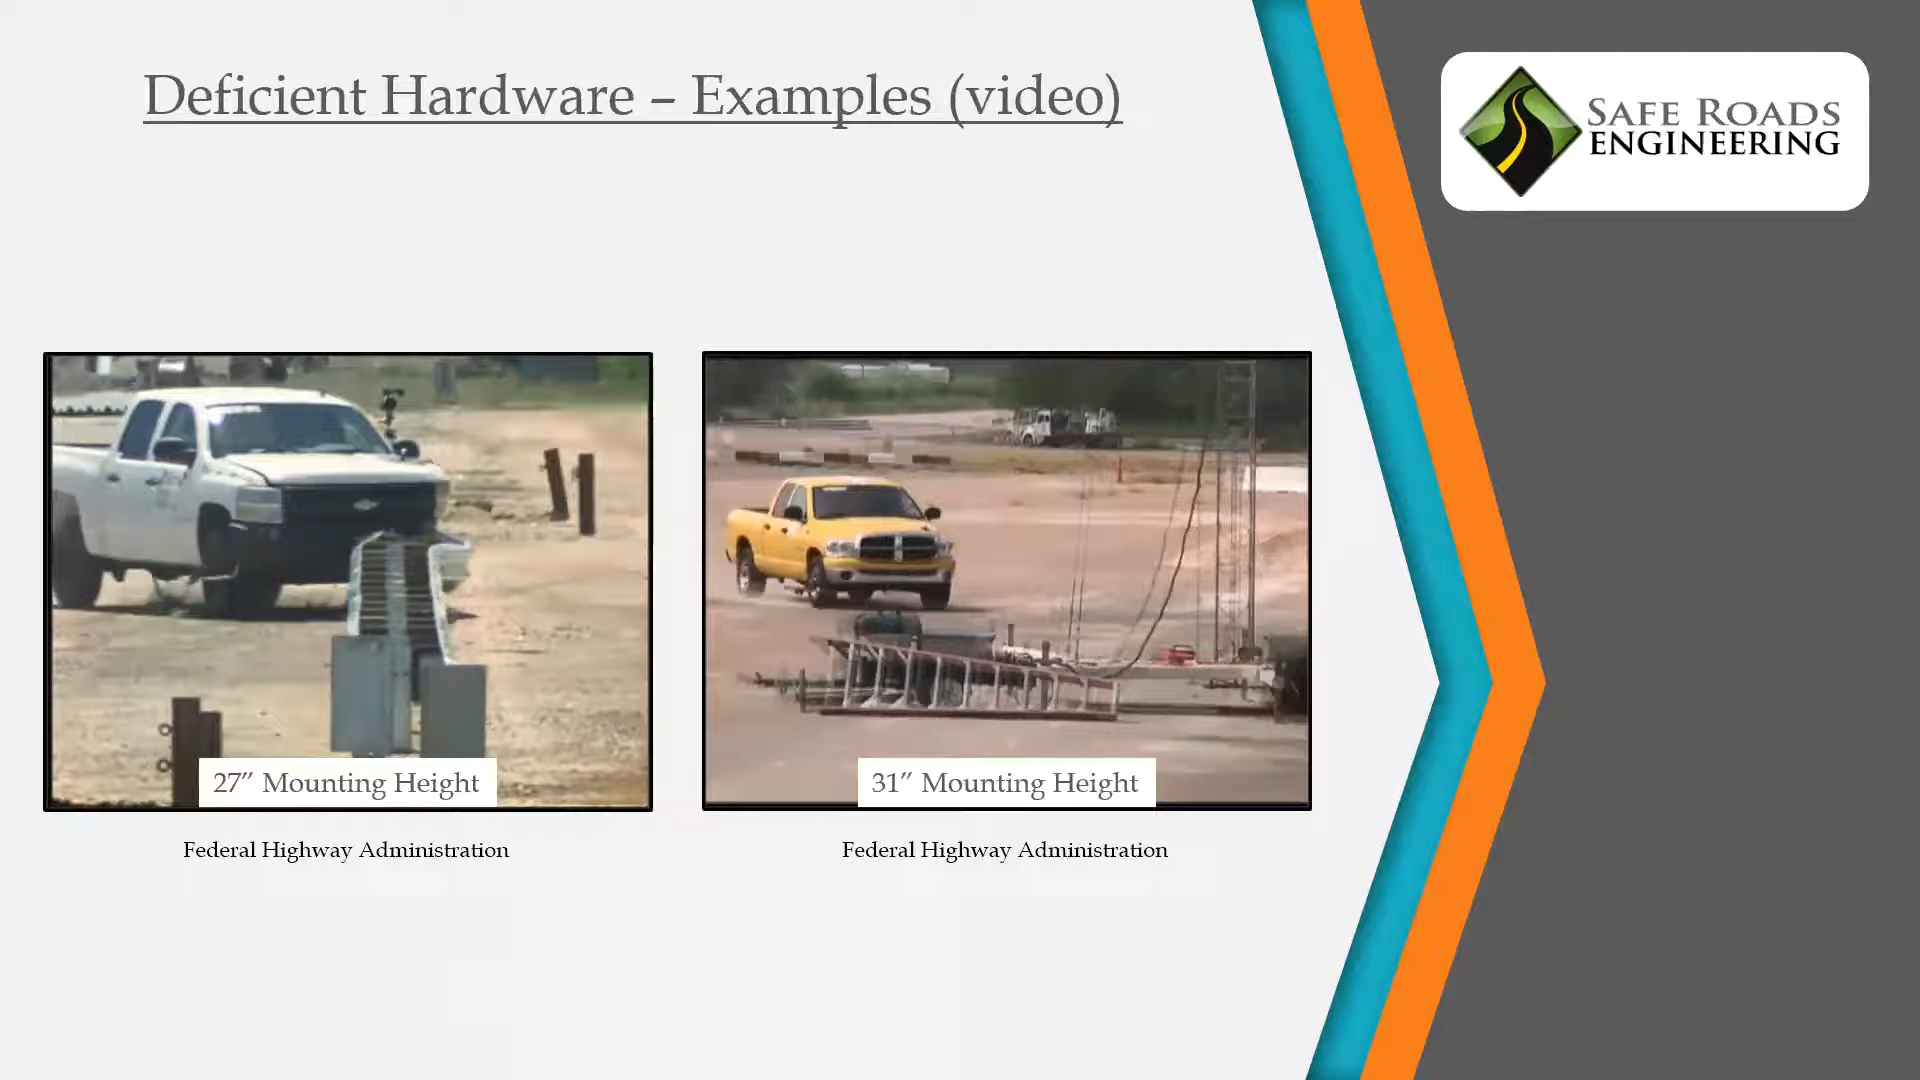 Deficient Hardware – Examples (video)
SAFE ROADS
ENGINEERING
27” Mounting Height
31” Mounting Height
Federal Highway Administration
Federal Highway Administration